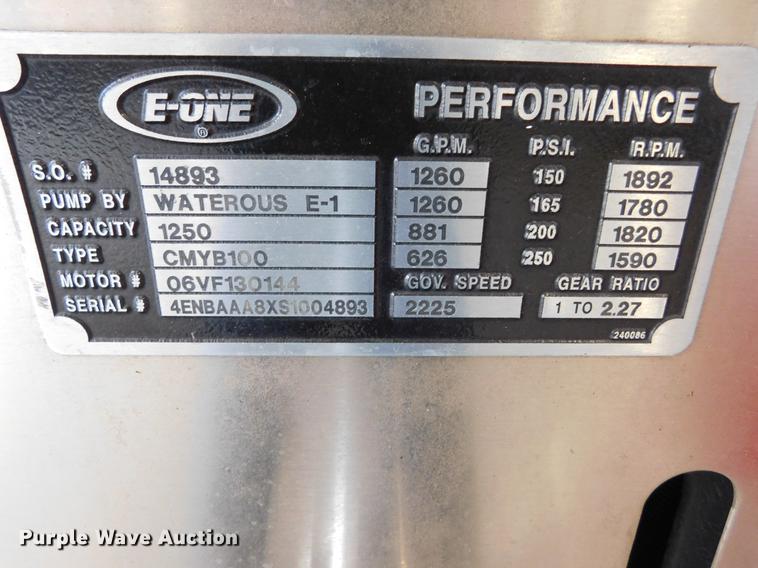 E-ONE ®
PERFORMANCE
G.P.M. P.S.I. R.P.M.
S.O. # 14893 1260 150 1892
PUMP BY WATEROUS E-1 1260 165 1780
CAPACITY 1250 881 200 1820
TYPE CMYB100 626 250 1590
MOTOR # 06VF130144 GOV. SPEED GEAR RATIO
SERIAL # 4ENBAAA8XS1004893 2225 1 TO 2.27
240086
Purple Wave Auction